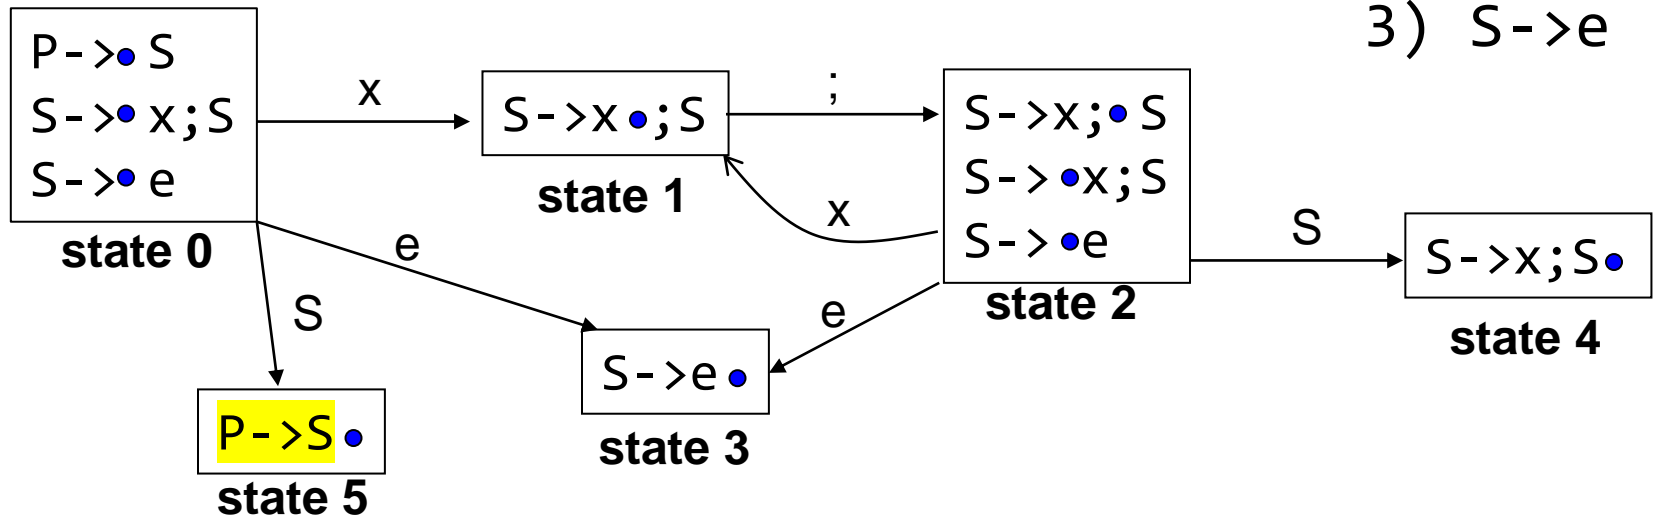 3) S->e
P->• S
S->• x;S
S->• e
state 0
x
S->x•;S
state 1
;
S->x;• S
S-> •x;S
S-> •e
state 2
x
e
S
S
S->x;S•
state 4
e
S->e•
state 3
P->S•
state 5